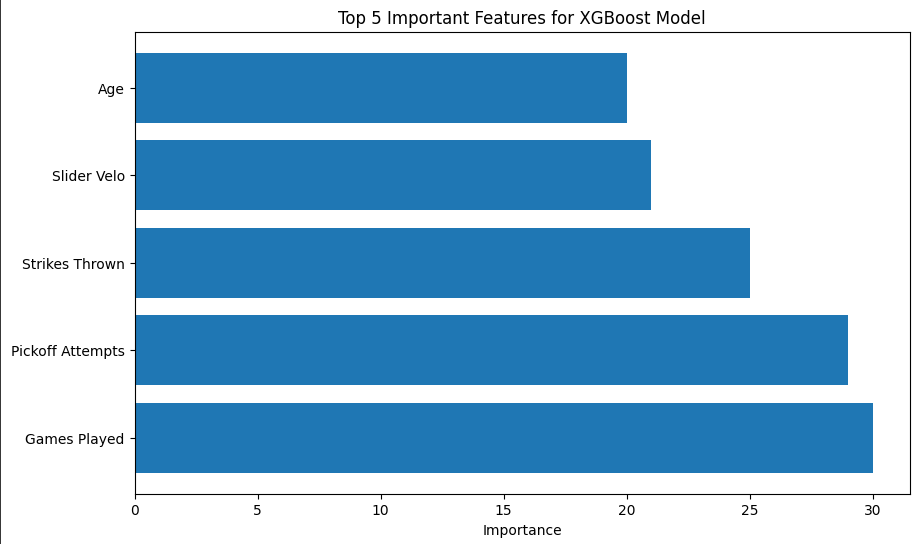 Top 5 Important Features for XGBoost Model
Age
Slider Velo
Strikes Thrown
Pickoff Attempts
Games Played
0 5 10 15 20 25 30
Importance